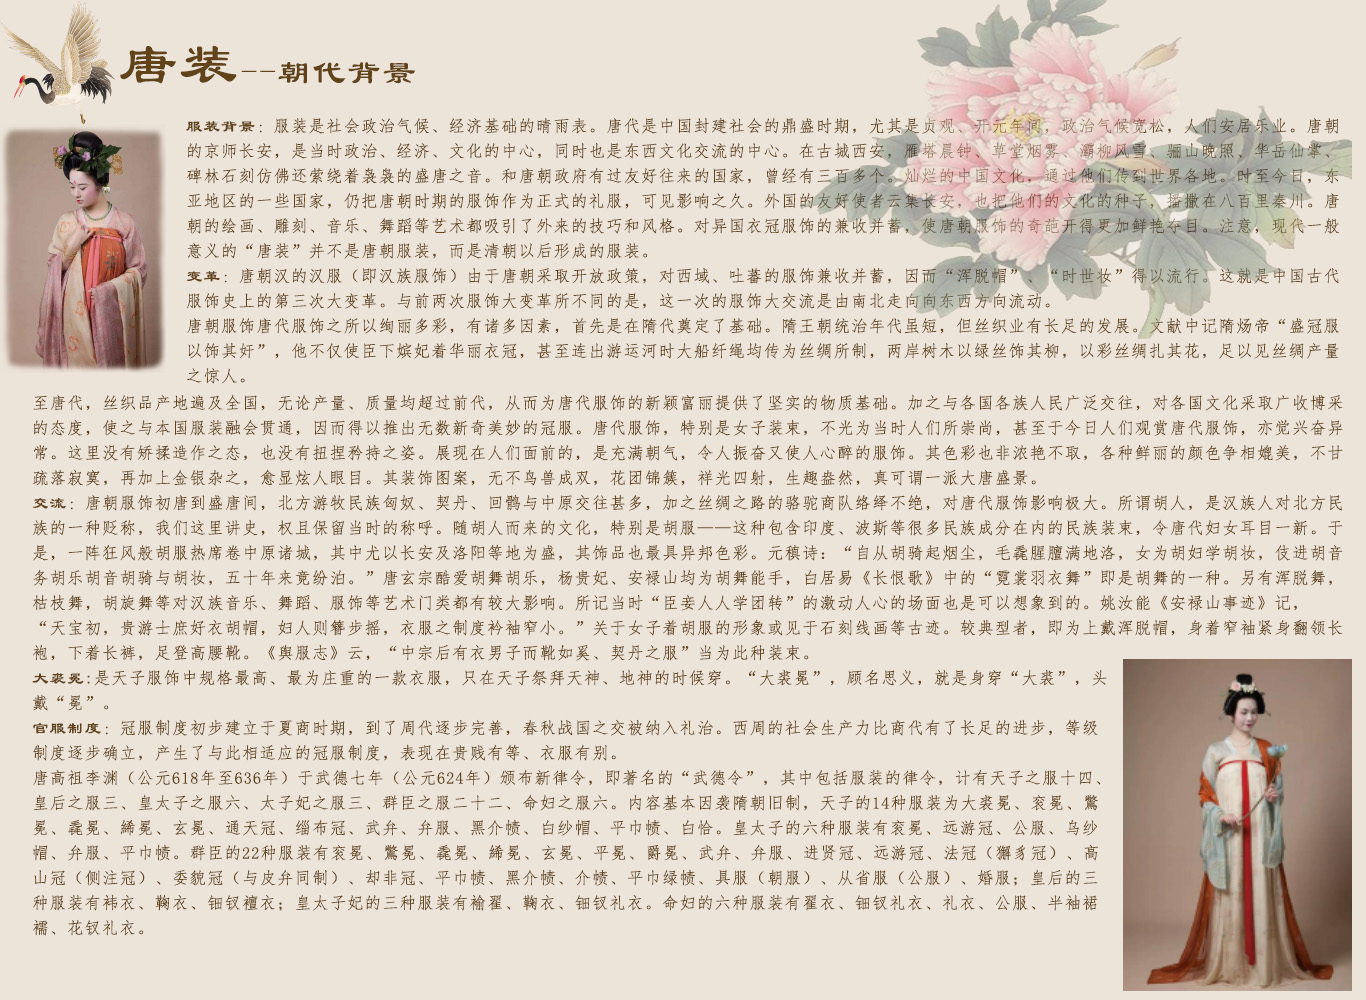 唐装--朝代背景
服装背景：服装是社会政治气候、经济基础的晴雨表。唐代是中国封建社会的鼎盛时期，尤其是贞观、开元年间，政治气候宽松，人们安居乐业。唐朝
的京师长安，是当时政治、经济、文化的中心，同时也是东西文化交流的中心。在古城西安，雁塔晨钟、草堂烟雾、灞柳风雪、骊山晚照、华岳仙掌、
碑林石刻仿佛还萦绕着袅袅的盛唐之音。和唐朝政府有过友好往来的国家，曾经有三百多个。灿烂的中国文化，通过他们传到世界各地。时至今日，东
亚地区的一些国家，仍把唐朝时期的服饰作为正式的礼服，可见影响之久。外国的友好使者云集长安，也把他们的文化的种子，播撒在八百里秦川。唐
朝的绘画、雕刻、音乐、舞蹈等艺术都吸引了外来的技巧和风格。对异国衣冠服饰的兼收并蓄，使唐朝服饰的奇葩开得更加鲜艳夺目。注意，现代一般
意义的“唐装”并不是唐朝服装，而是清朝以后形成的服装。
变革：唐朝汉的汉服（即汉族服饰）由于唐朝采取开放政策，对西域、吐蕃的服饰兼收并蓄，因而“浑脱帽”、“时世妆”得以流行。这就是中国古代
服饰史上的第三次大变革。与前两次服饰大变革所不同的是，这一次的服饰大交流是由南北走向向东西方向流动。
唐朝服饰唐代服饰之所以绚丽多彩，有诸多因素，首先是在隋代奠定了基础。隋王朝统治年代虽短，但丝织业有长足的发展。文献中记隋炀帝“盛冠服
以饰其奸”，他不仅使臣下嫔妃着华丽衣冠，甚至连出游运河时大船纤绳均传为丝绸所制，两岸树木以绿丝饰其柳，以彩丝绸扎其花，足以见丝绸产量
之惊人。
至唐代，丝织品产地遍及全国，无论产量、质量均超过前代，从而为唐代服饰的新颖富丽提供了坚实的物质基础。加之与各国各族人民广泛交往，对各国文化采取广收博采
的态度，使之与本国服装融会贯通，因而得以推出无数新奇美妙的冠服。唐代服饰，特别是女子装束，不光为当时人们所崇尚，甚至于今日人们观赏唐代服饰，亦觉兴奋异
常。这里没有矫揉造作之态，也没有扭捏矜持之姿。展现在人们面前的，是充满朝气，令人振奋又使人心醉的服饰。其色彩也非浓艳不取，各种鲜丽的颜色争相媲美，不甘
疏落寂寞，再加上金银杂之，愈显炫人眼目。其装饰图案，无不鸟兽成双，花团锦簇，祥光四射，生趣盎然，真可谓一派大唐盛景。
交流：唐朝服饰初唐到盛唐间，北方游牧民族匈奴、契丹、回鹘与中原交往甚多，加之丝绸之路的骆驼商队络绎不绝，对唐代服饰影响极大。所谓胡人，是汉族人对北方民
族的一种贬称，我们这里讲史，权且保留当时的称呼。随胡人而来的文化，特别是胡服——这种包含印度、波斯等很多民族成分在内的民族装束，令唐代妇女耳目一新。于
是，一阵狂风般胡服热席卷中原诸城，其中尤以长安及洛阳等地为盛，其饰品也最具异邦色彩。元稹诗：“自从胡骑起烟尘，毛毳腥膻满地洛，女为胡妇学胡妆，伎进胡音
务胡乐胡音胡骑与胡妆，五十年来竞纷泊。”唐玄宗酷爱胡舞胡乐，杨贵妃、安禄山均为胡舞能手，白居易《长恨歌》中的“霓裳羽衣舞”即是胡舞的一种。另有浑脱舞，
枯枝舞，胡旋舞等对汉族音乐、舞蹈、服饰等艺术门类都有较大影响。所记当时“臣妾人人学团转”的激动人心的场面也是可以想象到的。姚汝能《安禄山事迹》记，
“天宝初，贵游士庶好衣胡帽，妇人则簪步摇，衣服之制度衿袖窄小。”关于女子着胡服的形象或见于石刻线画等古迹。较典型者，即为上戴浑脱帽，身着窄袖紧身翻领长
袍，下着长裤，足登高腰靴。《舆服志》云，“中宗后有衣男子而靴如奚、契丹之服”当为此种装束。
大裘冕:是天子服饰中规格最高、最为庄重的一款衣服，只在天子祭拜天神、地神的时候穿。“大裘冕”，顾名思义，就是身穿“大裘”，头
戴“冕”。
官服制度：冠服制度初步建立于夏商时期，到了周代逐步完善，春秋战国之交被纳入礼治。西周的社会生产力比商代有了长足的进步，等级
制度逐步确立，产生了与此相适应的冠服制度，表现在贵贱有等、衣服有别。
唐高祖李渊（公元618年至636年）于武德七年（公元624年）颁布新律令，即著名的“武德令”，其中包括服装的律令，计有天子之服十四、
皇后之服三、皇太子之服六、太子妃之服三、群臣之服二十二、命妇之服六。内容基本因袭隋朝旧制，天子的14种服装为大裘冕、衮冕、鷩
冕、毳冕、絺冕、玄冕、通天冠、缁布冠、武弁、弁服、黑介帻、白纱帽、平巾帻、白恰。皇太子的六种服装有衮冕、远游冠、公服、乌纱
帽、弁服、平巾帻。群臣的22种服装有衮冕、鷩冕、毳冕、絺冕、玄冕、平冕、爵冕、武弁、弁服、进贤冠、远游冠、法冠（獬豸冠）、高
山冠（侧注冠）、委貌冠（与皮弁同制）、却非冠、平巾帻、黑介帻、介帻、平巾绿帻、具服（朝服）、从省服（公服）、婚服；皇后的三
种服装有袆衣、鞠衣、钿钗襢衣；皇太子妃的三种服装有褕翟、鞠衣、钿钗礼衣。命妇的六种服装有翟衣、钿钗礼衣、礼衣、公服、半袖裙
襦、花钗礼衣。